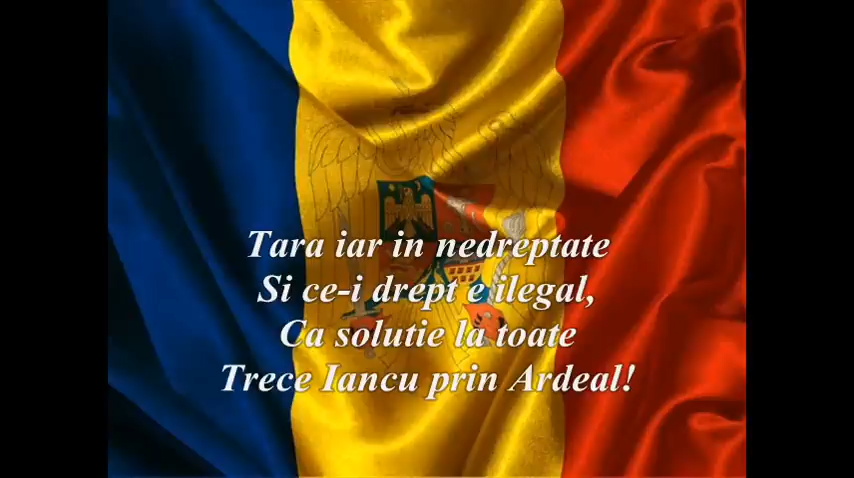 Tara iar in nedreptate
Si ce-i drept e ilegal,
Ca solutie la toate
Trece Iancu prin Ardeal!